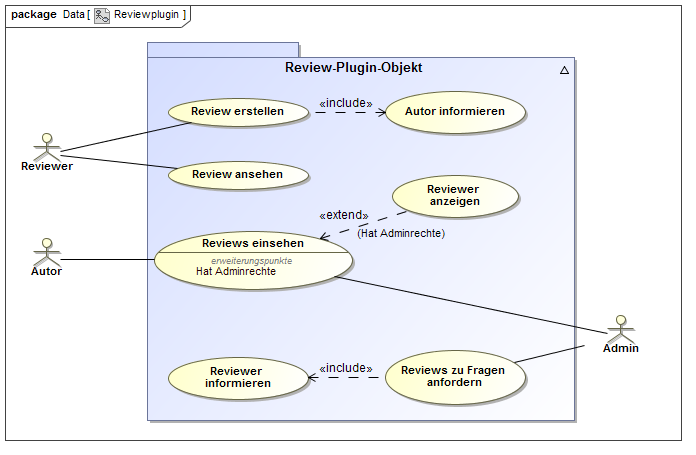 package Data [ Reviewplugin ]
Review-Plugin-Objekt
Review erstellen
«include»
Autor informieren
Reviewer
Review ansehen
Reviewer
anzeigen
«extend»
(Hat Adminrechte)
Reviews einsehen
erweiterungspunkte
Hat Adminrechte
Autor
Admin
Reviewer
informieren
«include»
Reviews zu Fragen
anfordern